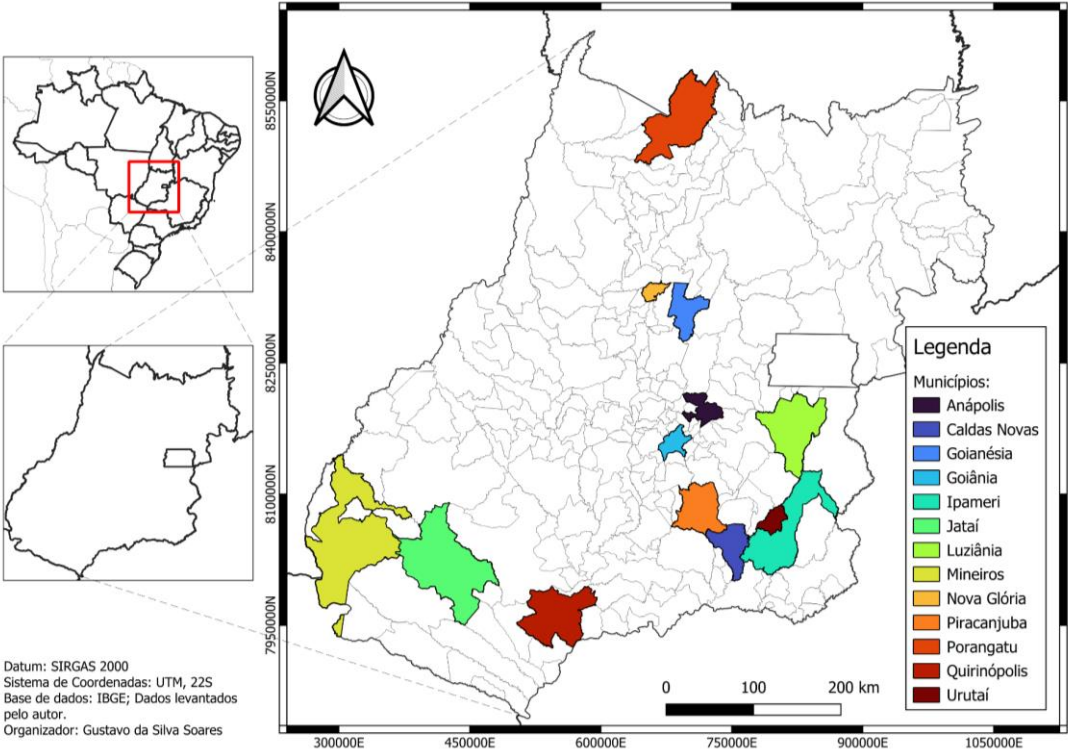 8550000N
8400000N
8250000N
8100000N
7950000N
300000E
450000E
600000E
750000E
900000E
1050000E
0 100 200 km
Legenda
Municípios:
Anápolis
Caldas Novas
Goianésia
Goiânia
Ipameri
Jataí
Luziânia
Mineiros
Nova Glória
Piracanjuba
Porangatu
Quirinópolis
Urutaí
Datum: SIRGAS 2000
Sistema de Coordenadas: UTM, 22S
Base de dados: IBGE; Dados levantados
pelo autor.
Organizador: Gustavo da Silva Soares